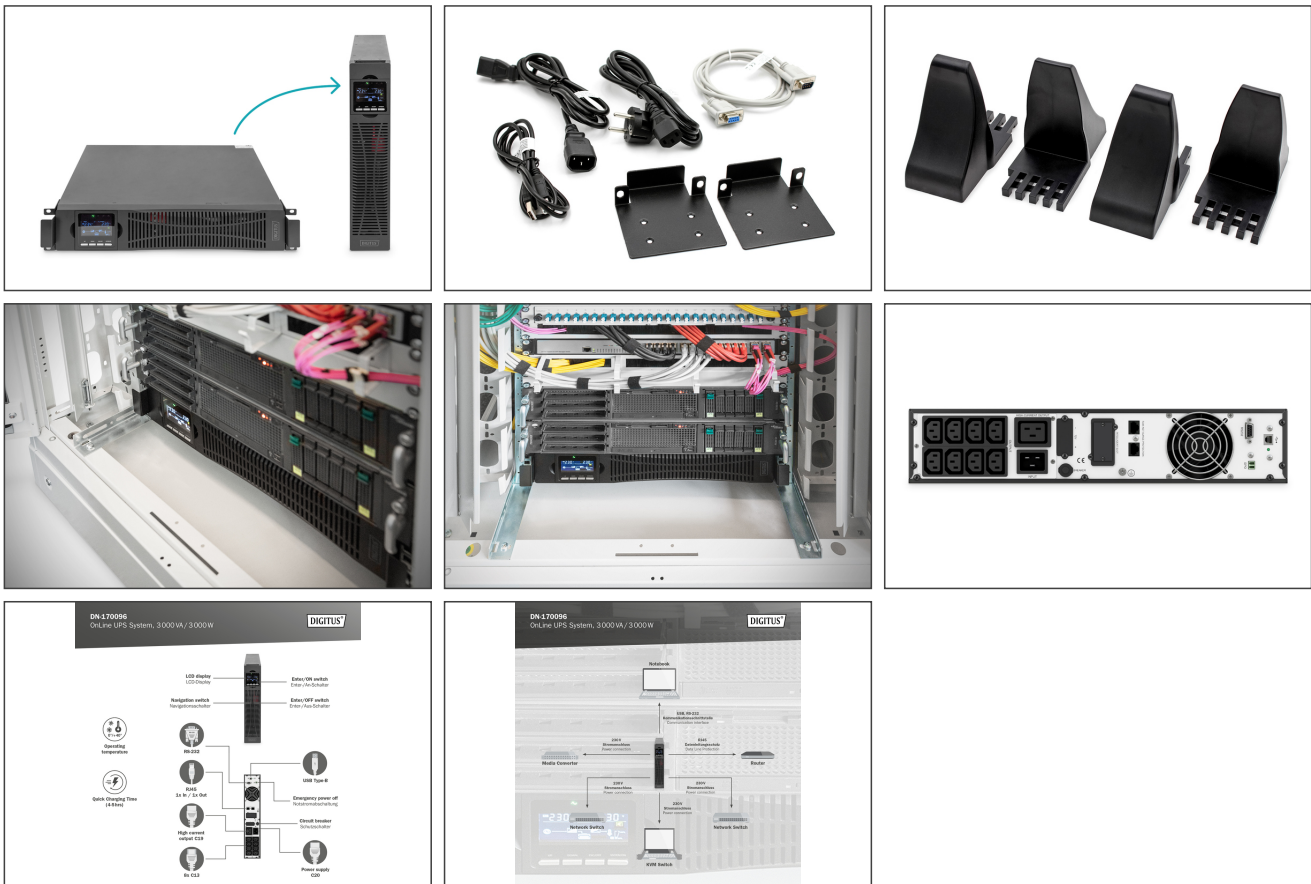 DN-170096
OnLine UPS System, 3000 VA / 3000 W
DIGITUS®
LCD display
LCD-Display
Enter/ON switch
Enter-/An-Schalter
Navigation switch
Navigationsschalter
Enter/OFF switch
Enter-/Aus-Schalter
Operating
temperature
RS-232
USB Type-B
Quick Charging Time
(4-5 hrs)
RJ45
1x In / 1x Out
Emergency power off
Notstromabschaltung
Circuit breaker
Schutzschalter
High current
output C19
8x C13
Power supply
C20
DN-170096
OnLine UPS System, 3000 VA / 3000 W
DIGITUS®
Notebook
USB, RS-232
Kommunikationsschnittstelle
Communication interface
230 V
Stromanschluss
Power connection
RJ45
Datenleitungsschutz
Data Line Protection
Media Converter
Router
230 V
Stromanschluss
Power connection
230 V
Stromanschluss
Power connection
230 V
Stromanschluss
Power connection
Network Switch
Network Switch
KVM Switch